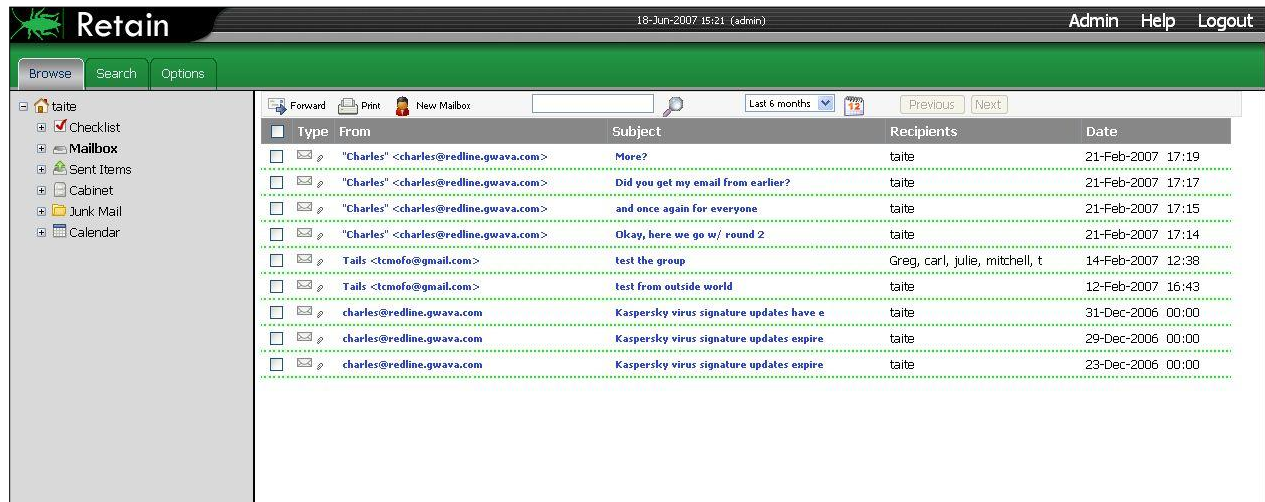 Retain
18-Jun-2007 15:21 (admin)
Admin Help Logout
Browse Search Options
taite
Checklist
Mailbox
Sent Items
Cabinet
Junk Mail
Calendar
Forward Print New Mailbox Last 6 months 12 Previous Next
Type From Subject Recipients Date
"Charles" <charles@redline.gwava.com> More? taite 21-Feb-2007 17:19
"Charles" <charles@redline.gwava.com> Did you get my email from earlier? taite 21-Feb-2007 17:17
"Charles" <charles@redline.gwava.com> and once again for everyone taite 21-Feb-2007 17:15
"Charles" <charles@redline.gwava.com> Okay, here we go w/ round 2 taite 21-Feb-2007 17:14
Tails <tcmofo@gmail.com> test the group Greg, carl, julie, mitchell, t 14-Feb-2007 12:38
Tails <tcmofo@gmail.com> test from outside world taite 12-Feb-2007 16:43
charles@redline.gwava.com Kaspersky virus signature updates have e taite 31-Dec-2006 00:00
charles@redline.gwava.com Kaspersky virus signature updates expire taite 29-Dec-2006 00:00
charles@redline.gwava.com Kaspersky virus signature updates expire taite 23-Dec-2006 00:00